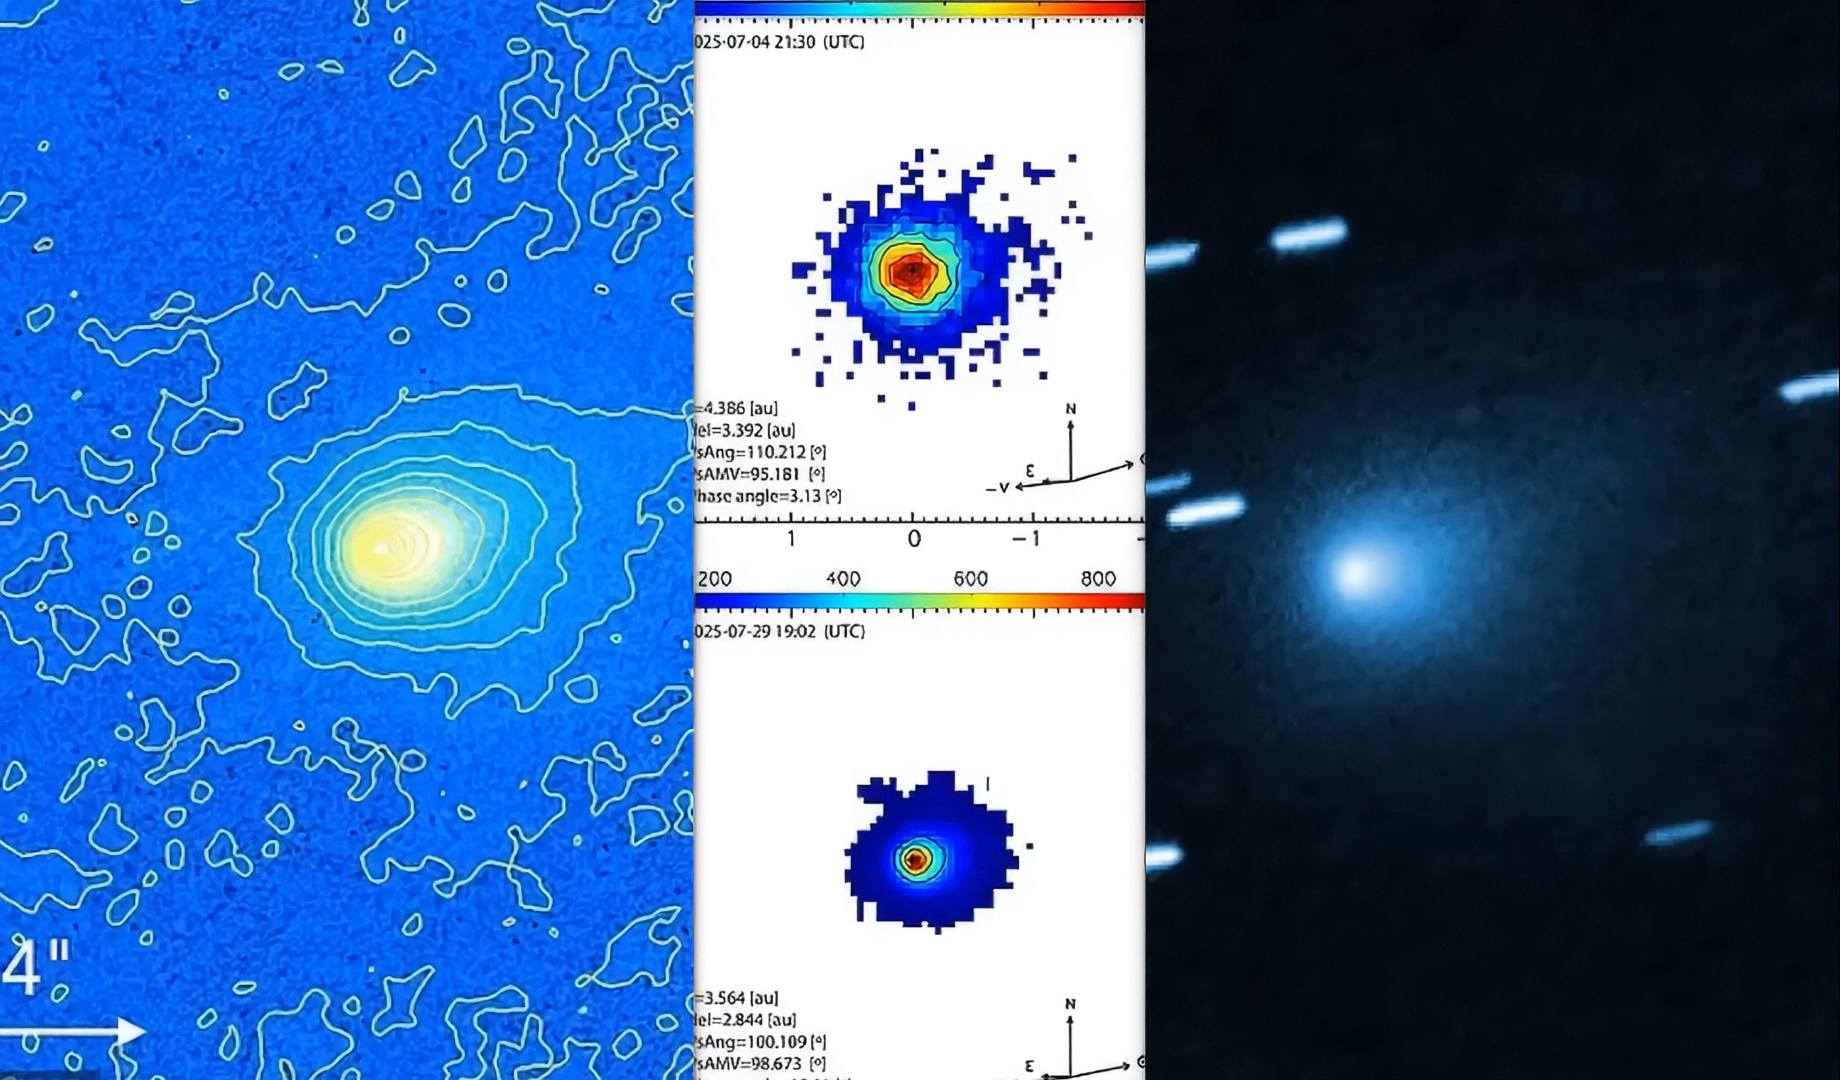 4"
025-07-04 21:30 (UTC)
=4.386 [au]
el=3.392 [au]
sAng=110.212 [°]
sAMV=95.181 [°]
hase angle=3.13 [°]
N
E
-V
1 0 -1
200 400 600 800
025-07-29 19:02 (UTC)
=3.564 [au]
el=2.844 [au]
sAng=100.109 [°]
sAMV=98.673 [°]
N
E